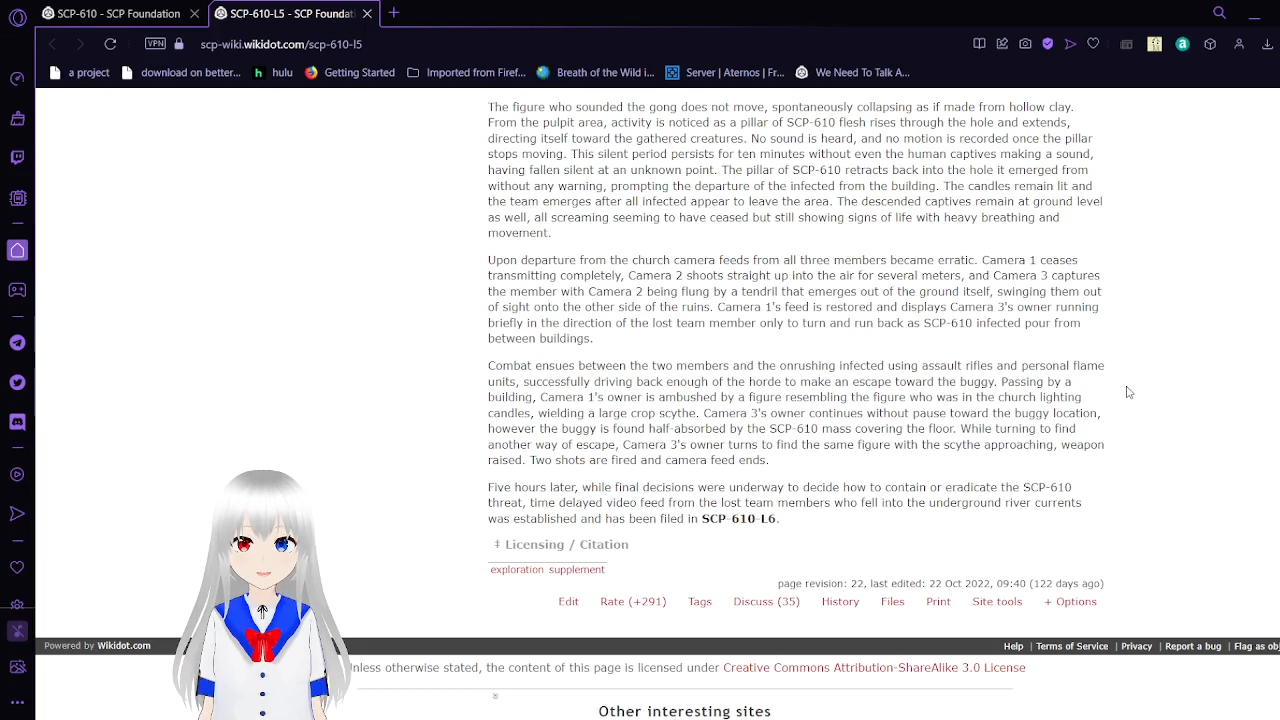 SCP-610 - SCP Foundation
SCP-610-L5 - SCP Foundati
VPN
scp-wiki.wikidot.com/scp-610-l5
a project
download on better...
hulu
Getting Started
Imported from Firef...
Breath of the Wild i...
Server | Aternos | Fr...
We Need To Talk A...
The figure who sounded the gong does not move, spontaneously collapsing as if made from hollow clay.
From the pulpit area, activity is noticed as a pillar of SCP-610 flesh rises through the hole and extends,
directing itself toward the gathered creatures. No sound is heard, and no motion is recorded once the pillar
stops moving. This silent period persists for ten minutes without even the human captives making a sound,
having fallen silent at an unknown point. The pillar of SCP-610 retracts back into the hole it emerged from
without any warning, prompting the departure of the infected from the building. The candles remain lit and
the team emerges after all infected appear to leave the area. The descended captives remain at ground level
as well, all screaming seeming to have ceased but still showing signs of life with heavy breathing and
movement.
Upon departure from the church camera feeds from all three members became erratic. Camera 1 ceases
transmitting completely, Camera 2 shoots straight up into the air for several meters, and Camera 3 captures
the member with Camera 2 being flung by a tendril that emerges out of the ground itself, swinging them out
of sight onto the other side of the ruins. Camera 1's feed is restored and displays Camera 3's owner running
briefly in the direction of the lost team member only to turn and run back as SCP-610 infected pour from
between buildings.
Combat ensues between the two members and the onrushing infected using assault rifles and personal flame
units, successfully driving back enough of the horde to make an escape toward the buggy. Passing by a
building, Camera 1's owner is ambushed by a figure resembling the figure who was in the church lighting
candles, wielding a large crop scythe. Camera 3's owner continues without pause toward the buggy location,
however the buggy is found half-absorbed by the SCP-610 mass covering the floor. While turning to find
another way of escape, Camera 3's owner turns to find the same figure with the scythe approaching, weapon
raised. Two shots are fired and camera feed ends.
Five hours later, while final decisions were underway to decide how to contain or eradicate the SCP-610
threat, time delayed video feed from the lost team members who fell into the underground river currents
was established and has been filed in SCP-610-L6.
‡ Licensing / Citation
exploration supplement
page revision: 22, last edited: 22 Oct 2022, 09:40 (122 days ago)
Edit Rate (+291) Tags Discuss (35) History Files Print Site tools + Options
Powered by Wikidot.com
Help | Terms of Service | Privacy | Report a bug | Flag as obj
Unless otherwise stated, the content of this page is licensed under Creative Commons Attribution-ShareAlike 3.0 License
Other interesting sites